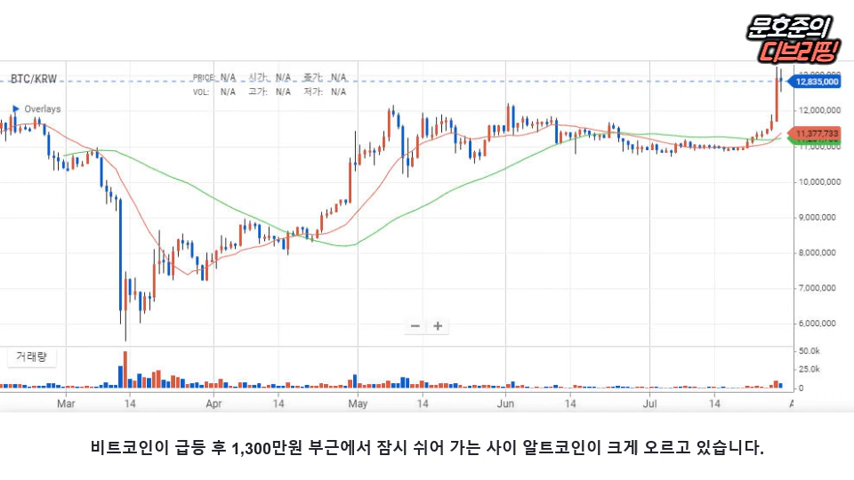 문호준의
디브리핑
BTC/KRW
PRICE: N/A 시가: N/A 종가: N/A
VOL: N/A 고가: N/A 저가: N/A
Overlays
12,835,000
12,000,000
11,377,733
11,000,000
10,000,000
9,000,000
8,000,000
7,000,000
6,000,000
거래량
50.0k
25.0k
0
Mar 14 Apr 14 May 14 Jun 14 Jul 14
비트코인이 급등 후 1,300만원 부근에서 잠시 쉬어 가는 사이 알트코인이 크게 오르고 있습니다.